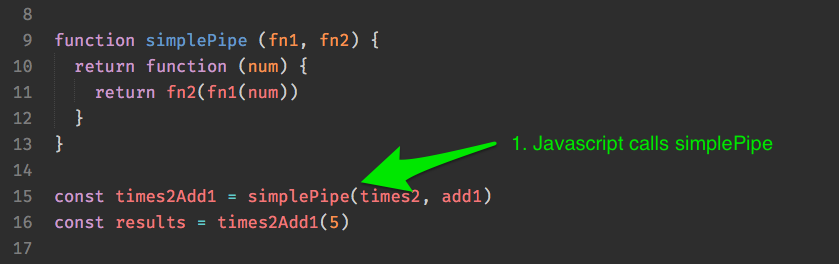 8
9 function simplePipe (fn1, fn2) {
10   return function (num) {
11     return fn2(fn1(num))
12   }
13 }
1. Javascript calls simplePipe
14
15 const times2Add1 = simplePipe(times2, add1)
16 const results = times2Add1(5)
17